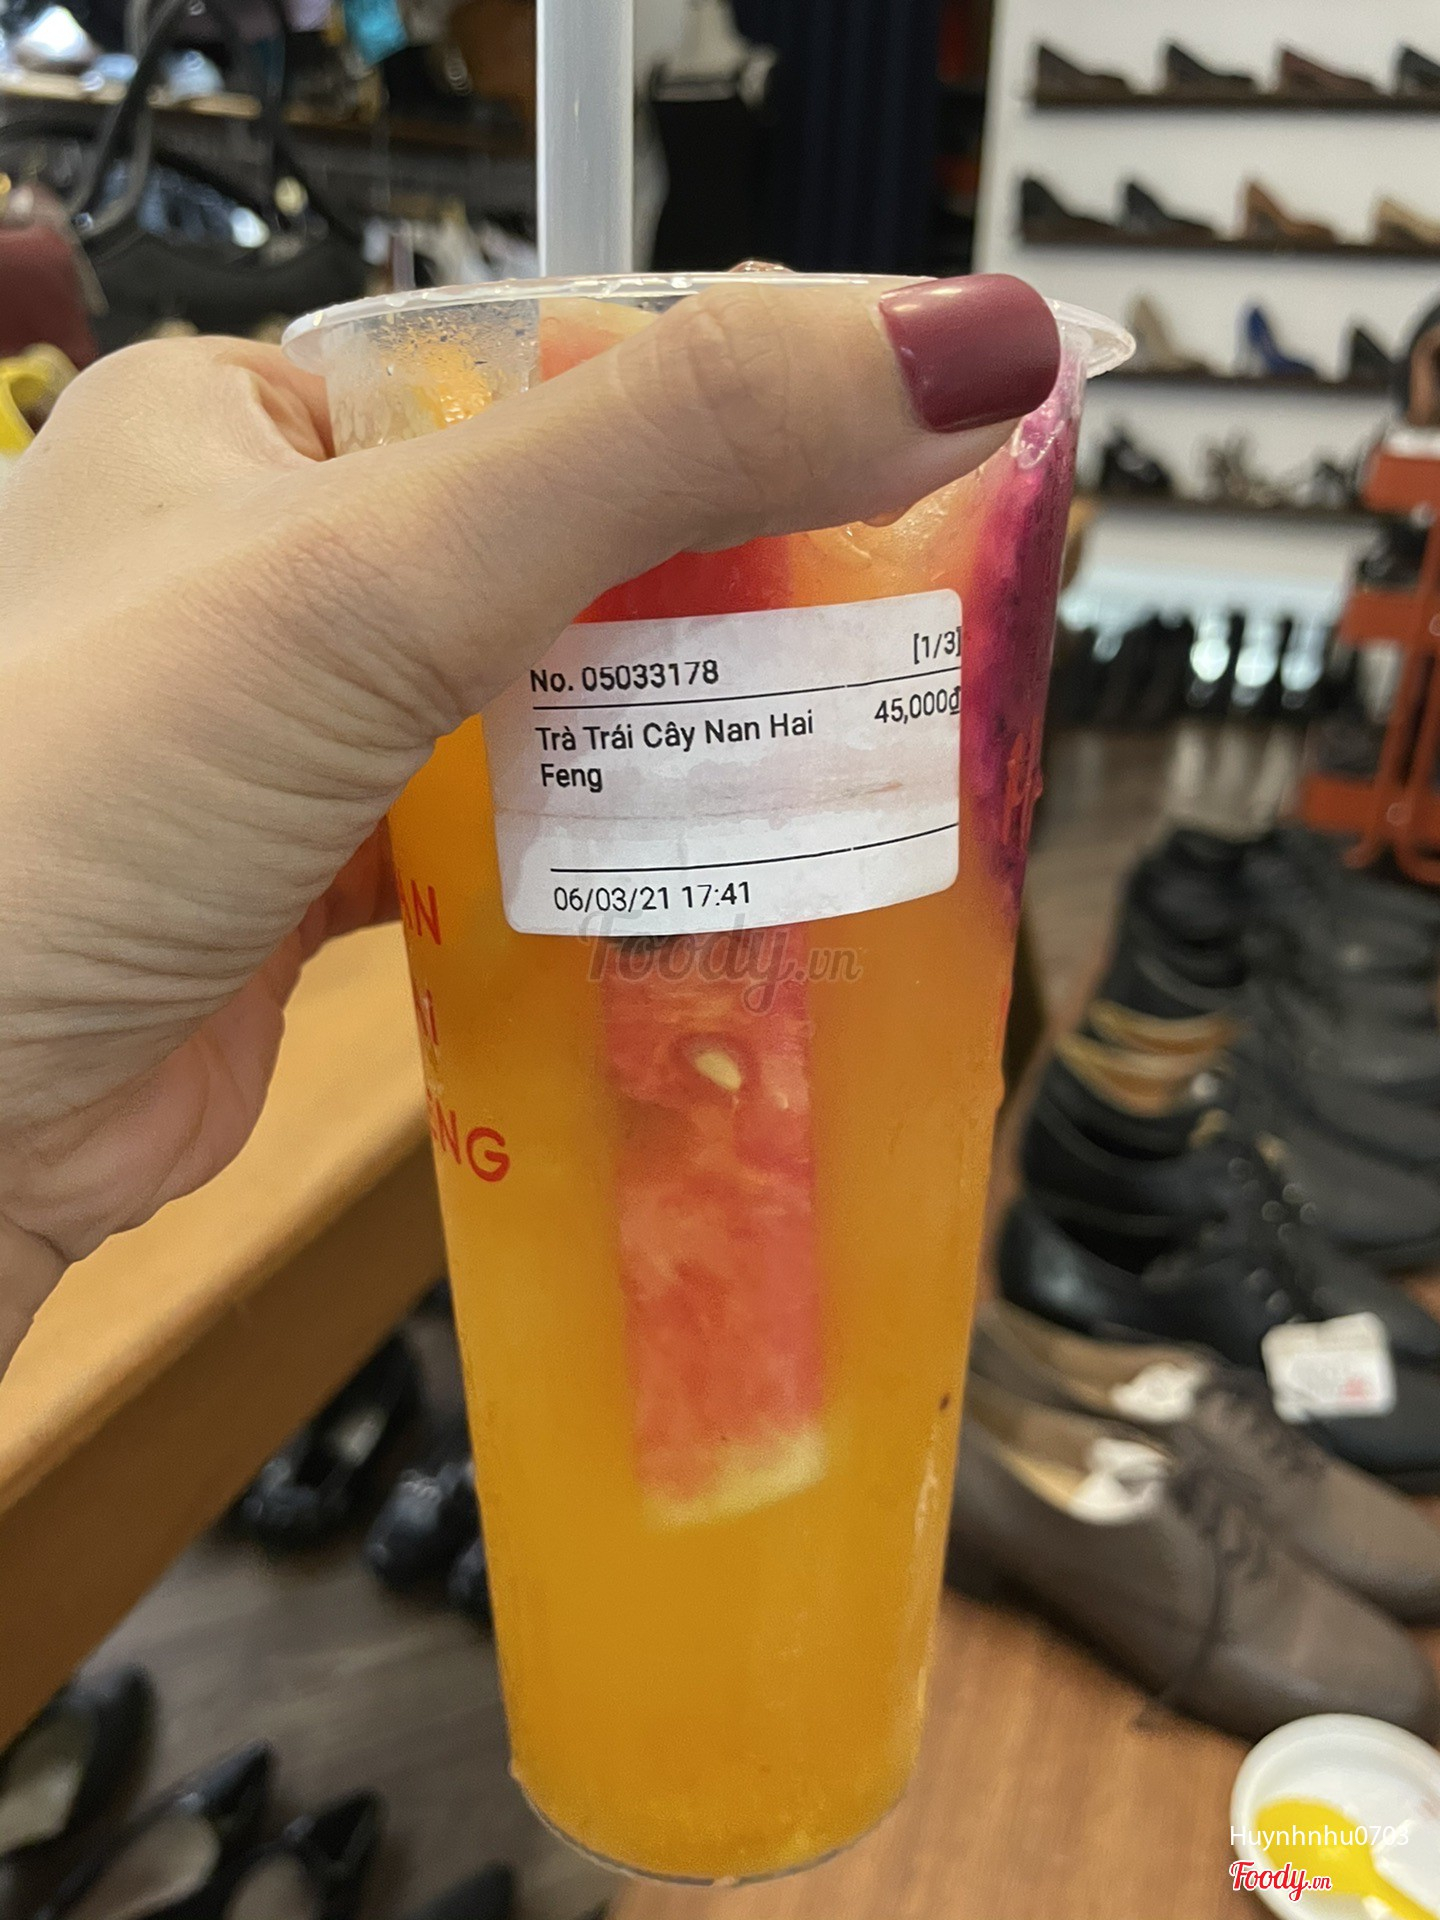 No. 05033178
[1/3]
Trà Trái Cây Nan Hai
45,000₫
Feng
06/03/21 17:41
Foody.vn
Huynhnhu0703
Foody.vn